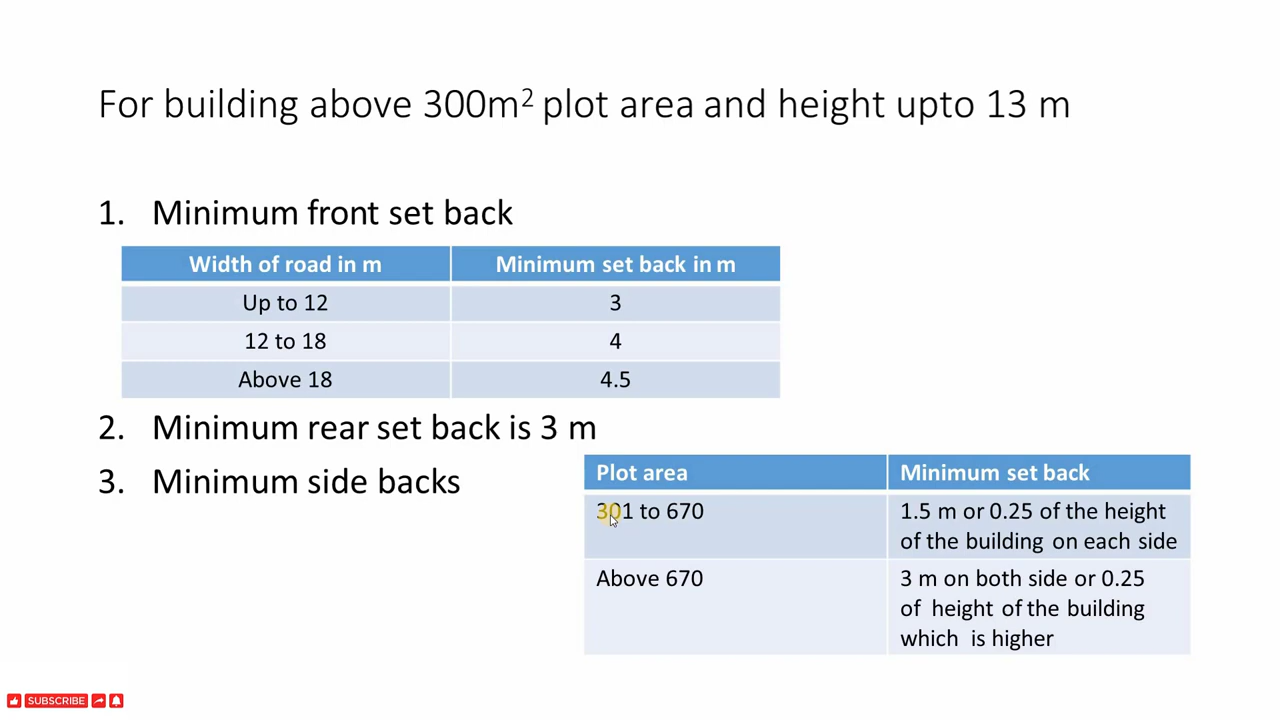 For building above 300m² plot area and height upto 13 m
1. Minimum front set back
Width of road in m Minimum set back in m
Up to 12 3
12 to 18 4
Above 18 4.5
2. Minimum rear set back is 3 m
3. Minimum side backs
Plot area Minimum set back
301 to 670 1.5 m or 0.25 of the height
of the building on each side
Above 670 3 m on both side or 0.25
of height of the building
which is higher
SUBSCRIBE